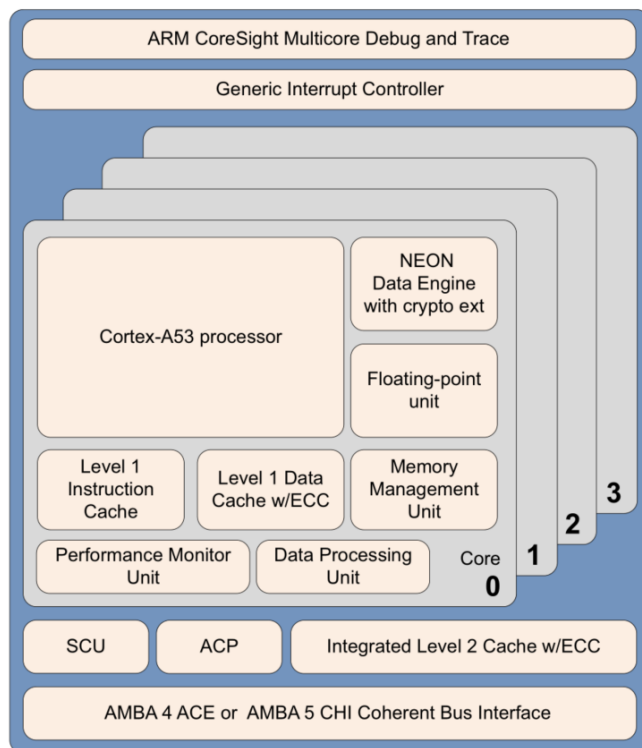 ARM CoreSight Multicore Debug and Trace
Generic Interrupt Controller
Cortex-A53 processor
NEON
Data Engine
with crypto ext
Floating-point
unit
Level 1
Instruction
Cache
Level 1 Data
Cache w/ECC
Memory
Management
Unit
Performance Monitor
Unit
Data Processing
Unit
Core
0
1
2
3
SCU
ACP
Integrated Level 2 Cache w/ECC
AMBA 4 ACE or AMBA 5 CHI Coherent Bus Interface